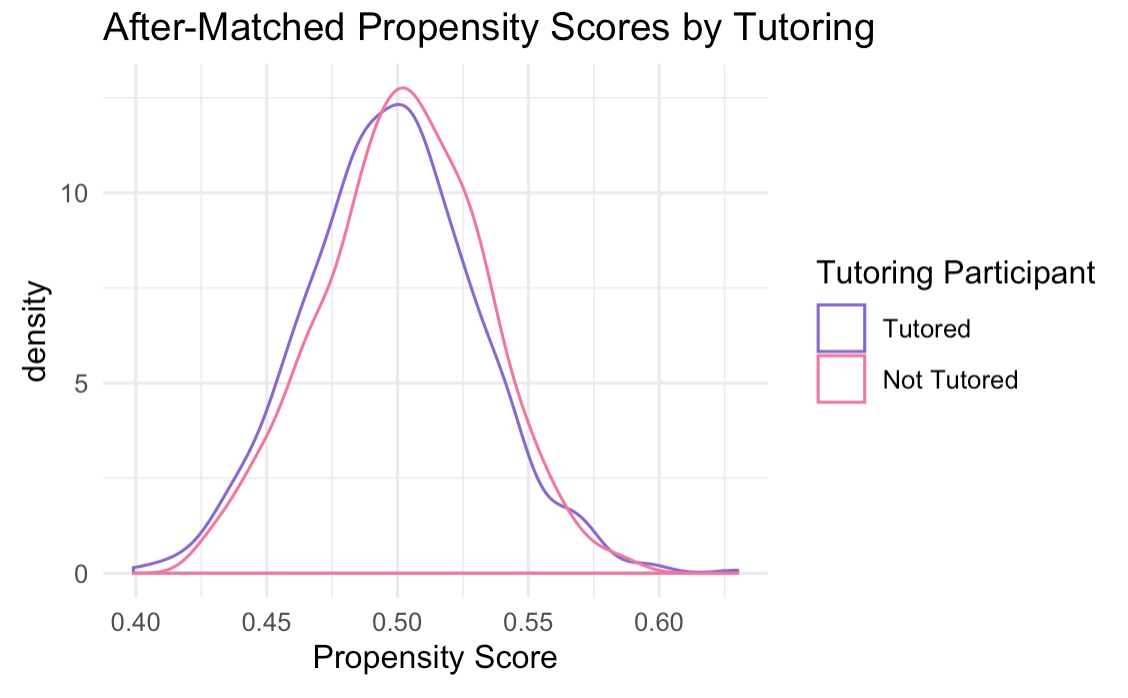 After-Matched Propensity Scores by Tutoring
density
10
5
0
0.40 0.45 0.50 0.55 0.60
Propensity Score
Tutoring Participant
Tutored
Not Tutored